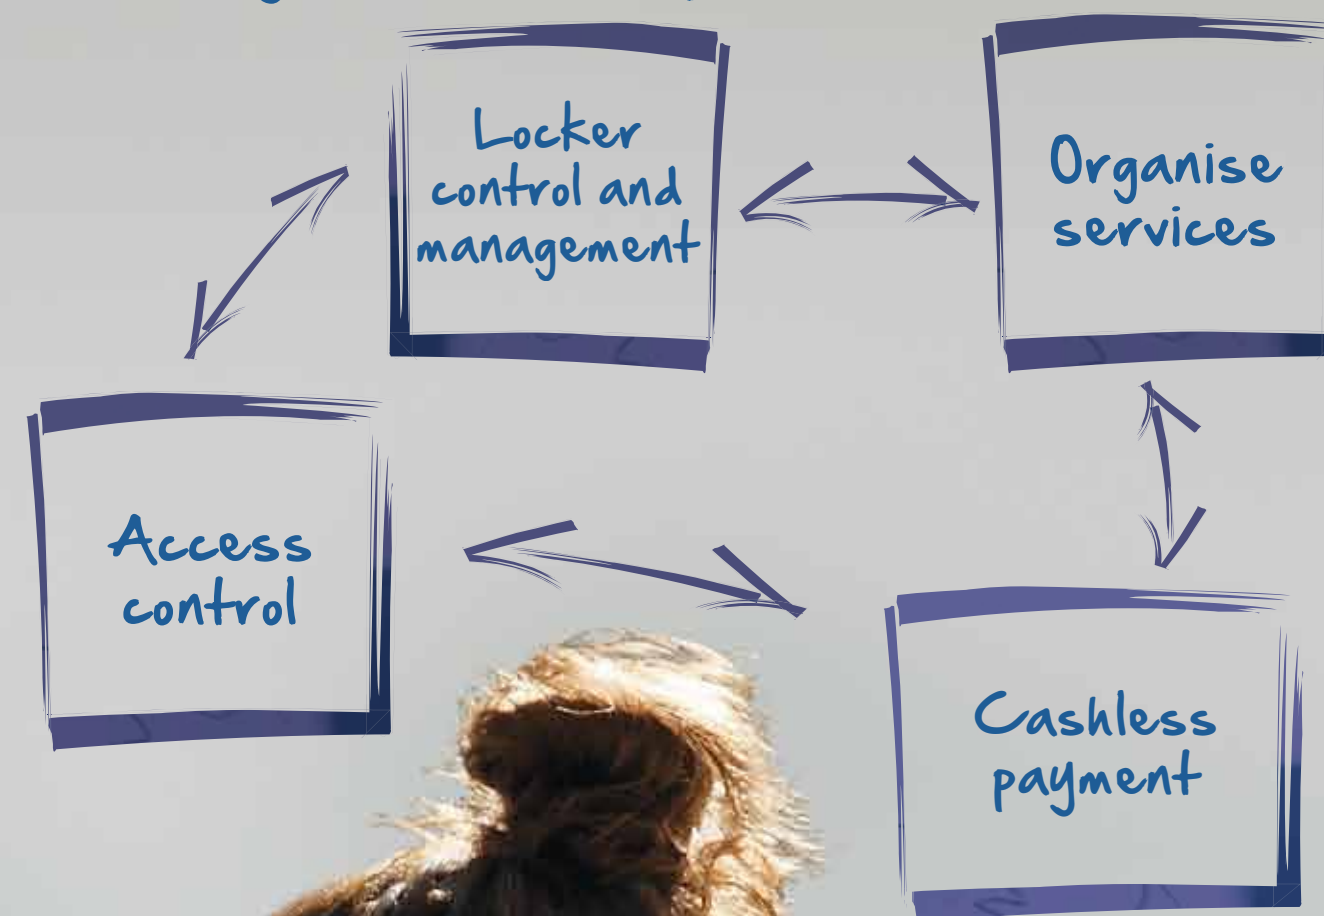 Locker
control and
management
Organise
services
Access
control
Cashless
payment